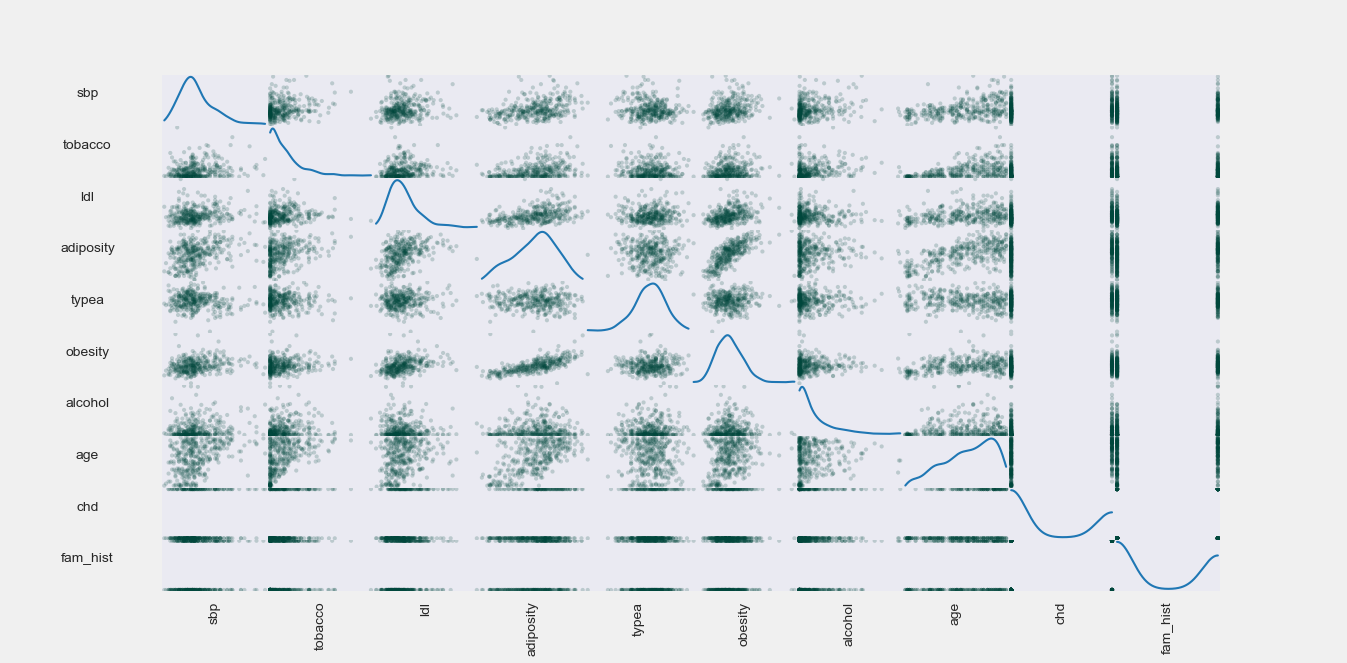 sbp
tobacco
ldl
adiposity
typea
obesity
alcohol
age
chd
fam_hist
sbp
tobacco
ldl
adiposity
typea
obesity
alcohol
age
chd
fam_hist